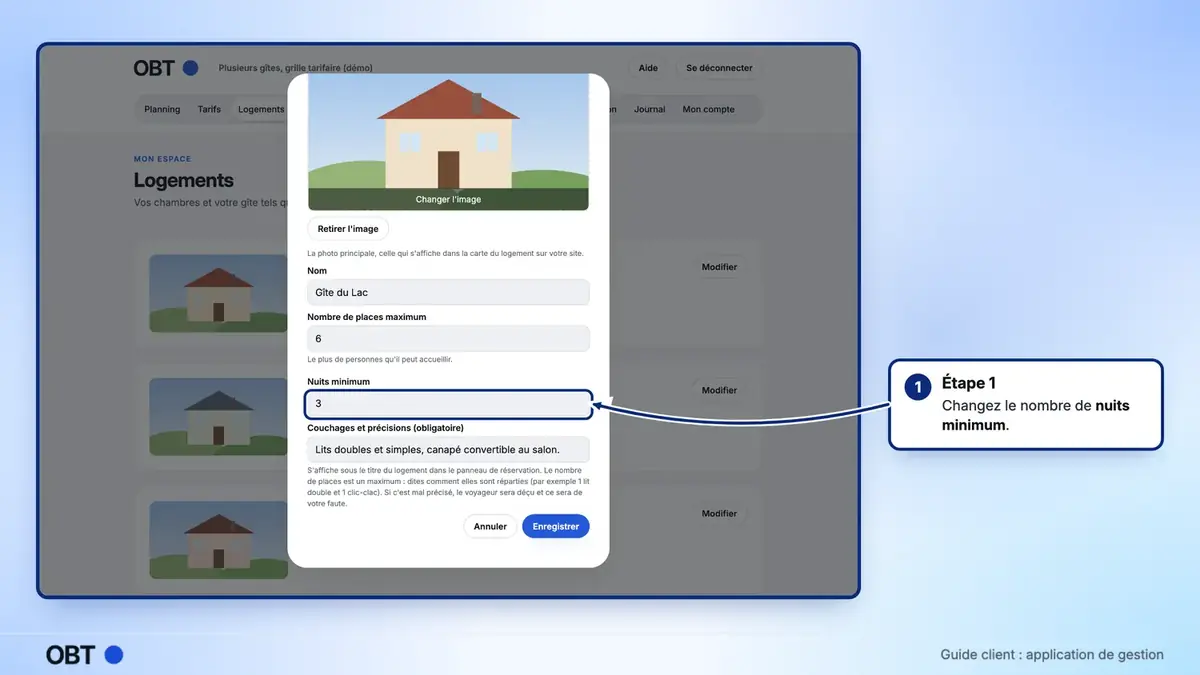 OBT
Plusieurs gîtes, grille tarifaire (démo)
Aide
Se déconnecter
Planning
Tarifs
Logements
Journal
Mon compte
MON ESPACE
Logements
Vos chambres et votre gîte tels
Changer l'image
Retirer l'image
La photo principale, celle qui s'affiche dans la carte du logement sur votre site.
Nom
Gîte du Lac
Nombre de places maximum
6
Le plus de personnes qu'il peut accueillir.
Nuits minimum
3
Couchages et précisions (obligatoire)
Lits doubles et simples, canapé convertible au salon.
S'affiche sous le titre du logement dans le panneau de réservation. Le nombre
de places est un maximum : dites comment elles sont réparties (par exemple 1 lit
double et 1 clic-clac). Si c'est mal précisé, le voyageur sera déçu et ce sera de
votre faute.
Annuler
Enregistrer
Modifier
Modifier
Modifier
1
Étape 1
Changez le nombre de nuits
minimum.
OBT
Guide client : application de gestion